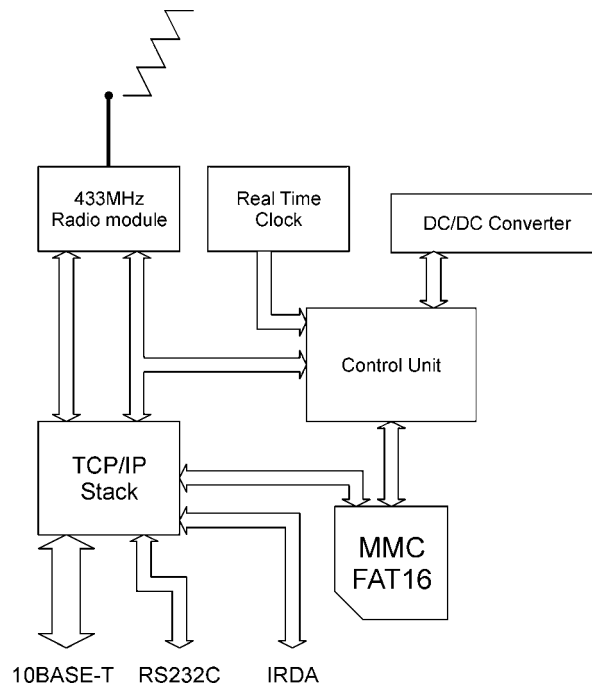 433MHz
Radio module
Real Time
Clock
DC/DC Converter
Control Unit
TCP/IP
Stack
MMC
FAT16
10BASE-T
RS232C
IRDA